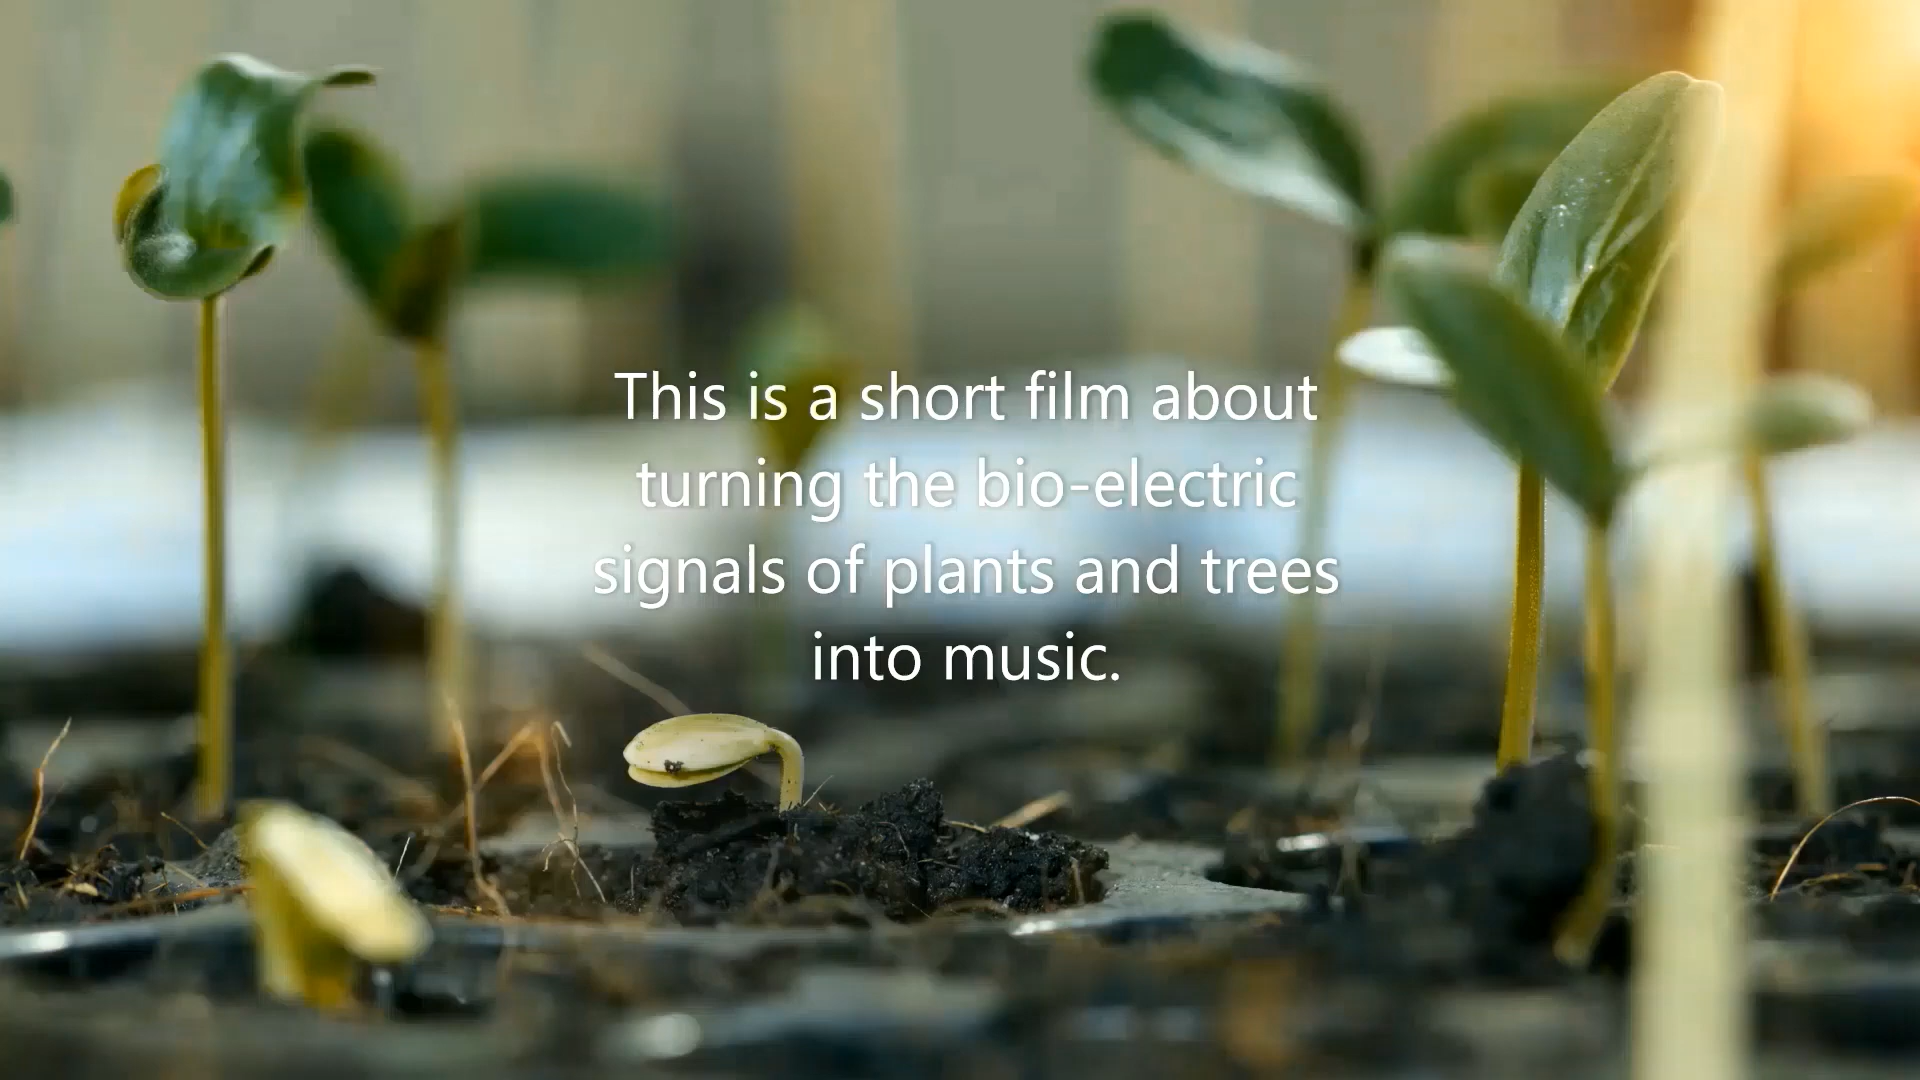 This is a short film about
turning the bio-electric
signals of plants and trees
into music.